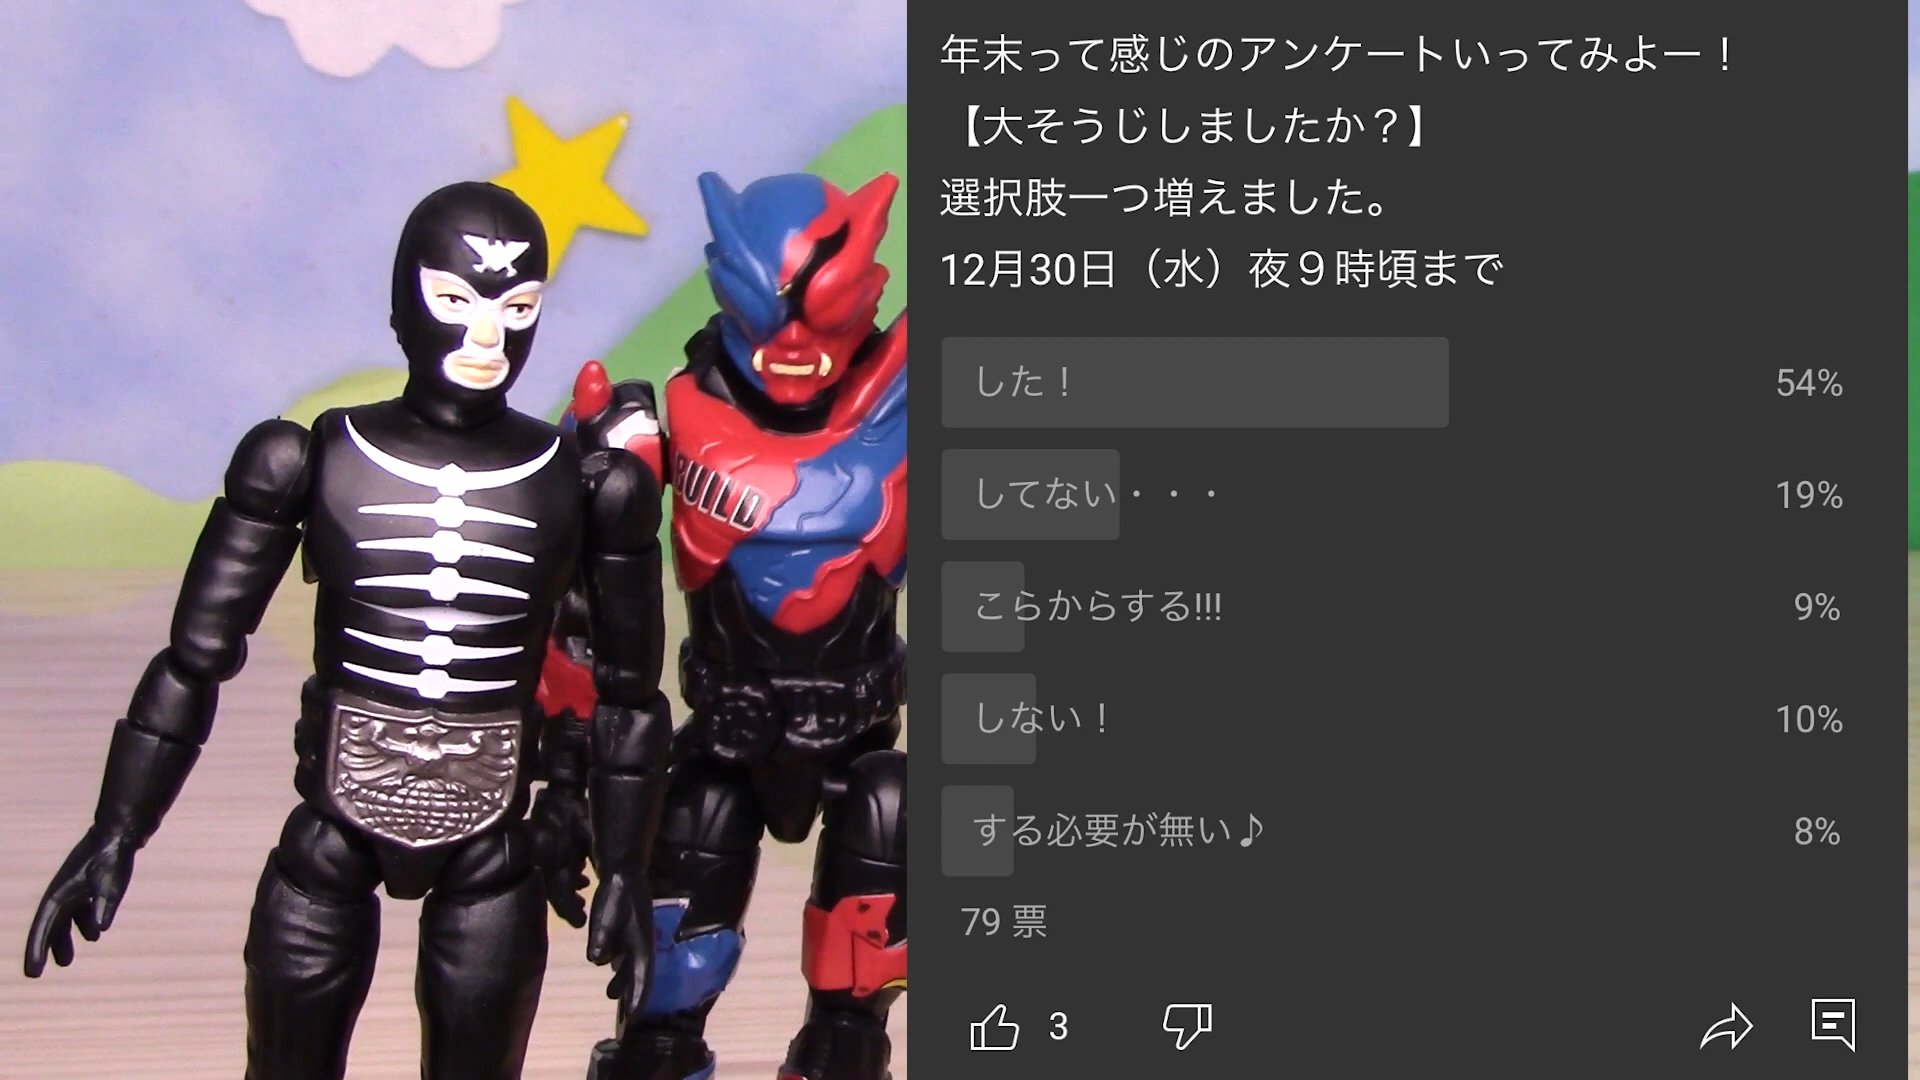 年末って感じのアンケートいってみよー！
【大そうじしましたか？】
選択肢一つ増えました。
12月30日（水）夜９時頃まで
した！ 54%
してない・・・ 19%
こらからする!!! 9%
しない！ 10%
する必要が無い♪ 8%
79 票
3
BUILD